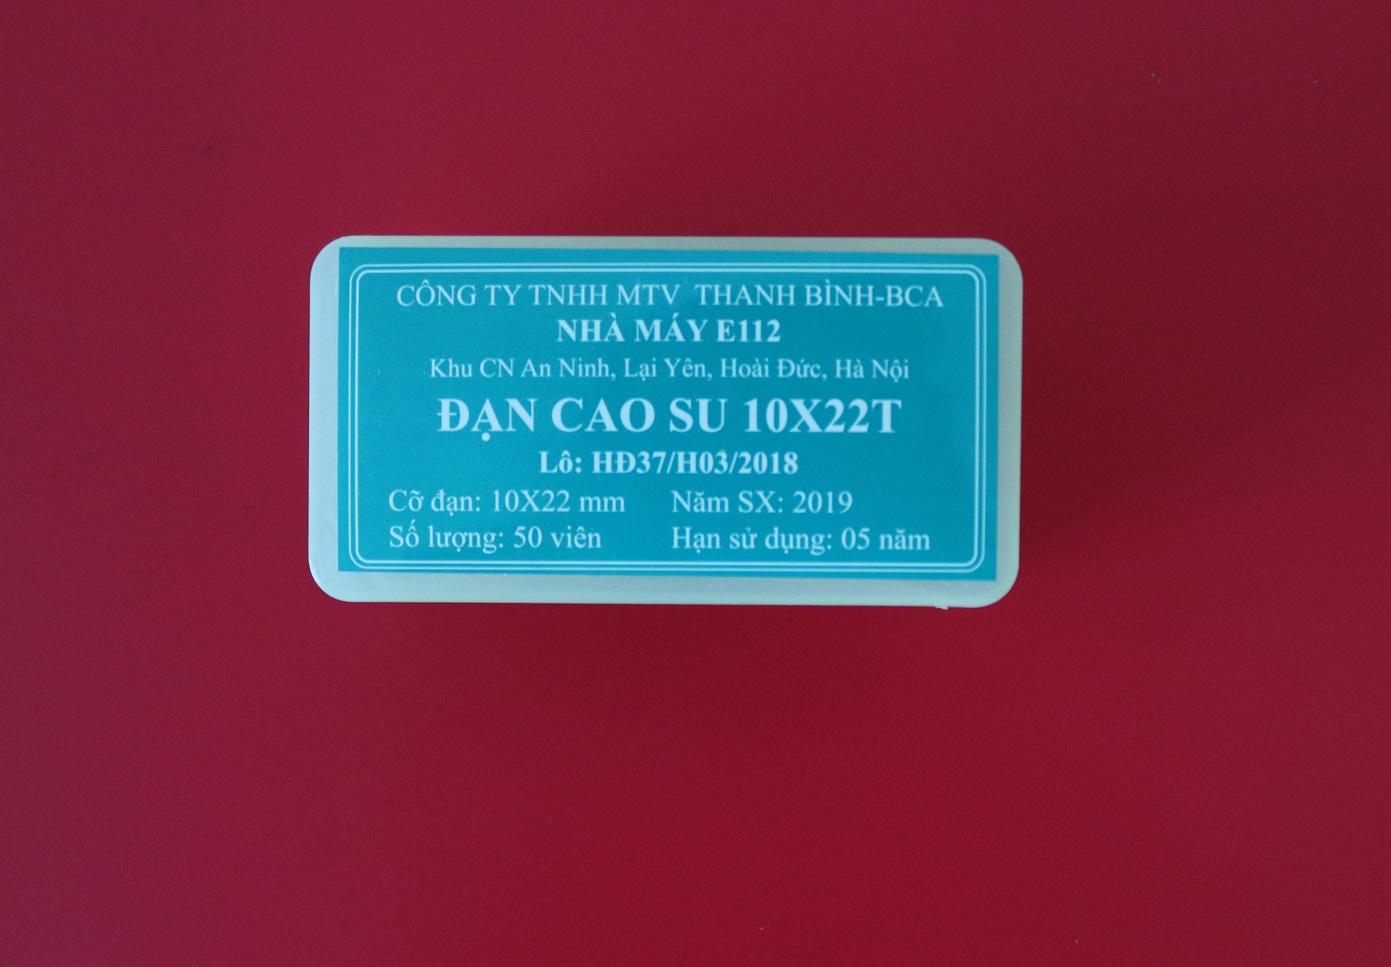 CÔNG TY TNHH MTV THANH BÌNH-BCA
NHÀ MÁY E112
Khu CN An Ninh, Lại Yên, Hoài Đức, Hà Nội
ĐẠN CAO SU 10X22T
Lô: HĐ37/H03/2018
Cỡ đạn: 10X22 mm Năm SX: 2019
Số lượng: 50 viên Hạn sử dụng: 05 năm